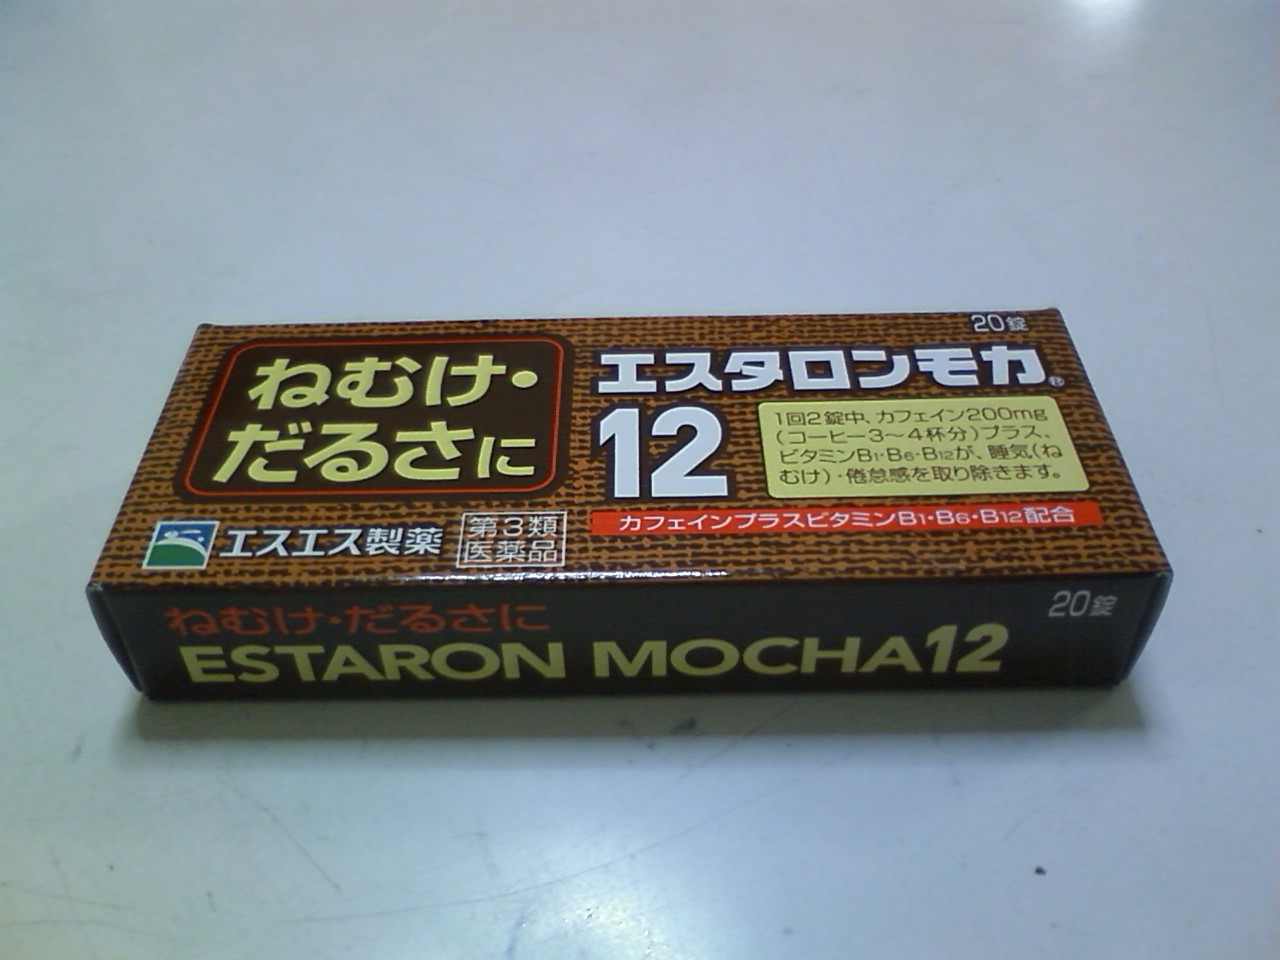 20錠
ねむけ・
だるさに
エスタロンモカ®
12
1回2錠中、カフェイン200mg
(コーヒー3〜4杯分)プラス、
ビタミンB1・B6・B12が、睡気(ね
むけ)・倦怠感を取り除きます。
カフェインプラスビタミンB1・B6・B12配合
エスエス製薬
第3類
医薬品
ねむけ・だるさに
20錠
ESTARON MOCHA12